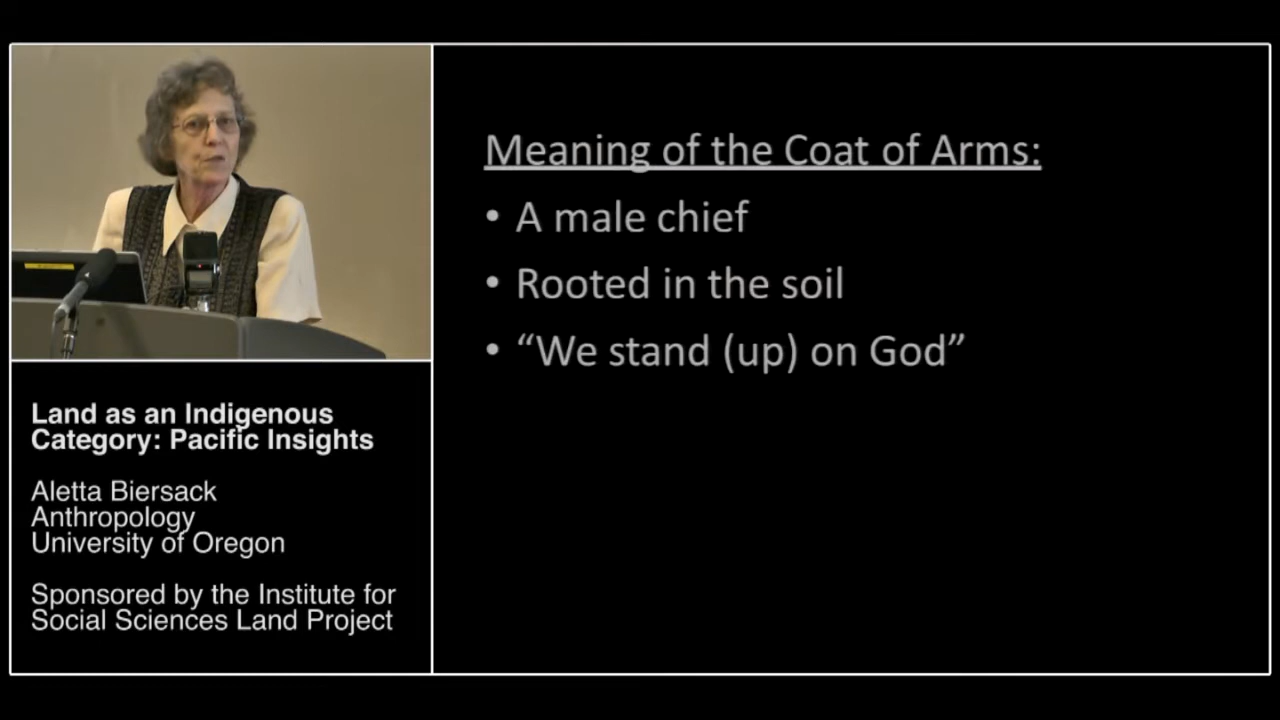 Meaning of the Coat of Arms:
• A male chief
• Rooted in the soil
• “We stand (up) on God”
Land as an Indigenous
Category: Pacific Insights
Aletta Biersack
Anthropology
University of Oregon
Sponsored by the Institute for
Social Sciences Land Project